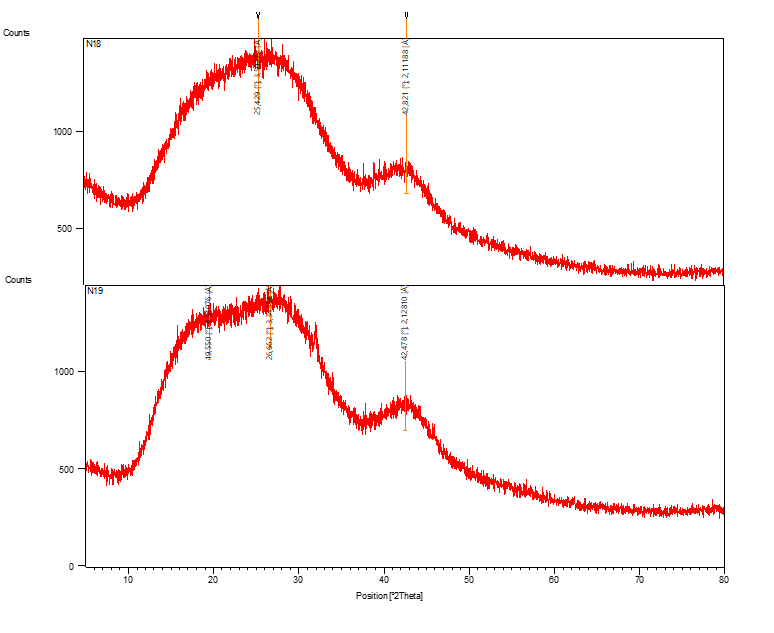 Counts
N18
25,429 [°]
42,821 [°]; 2,11188 [Å]
1000
500
Counts
N19
26,662 [°]
42,478 [°]; 2,12810 [Å]
1000
500
0
10
20
30
40
50
60
70
80
Position [°2Theta]